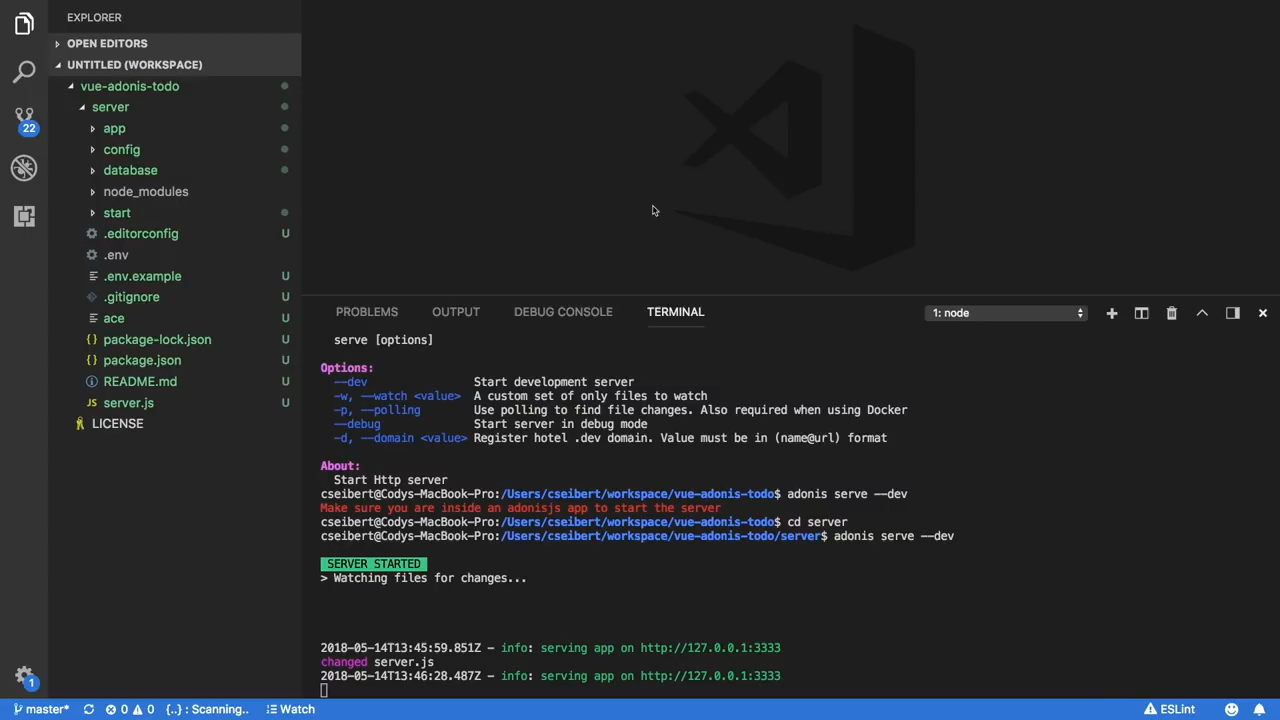 EXPLORER
OPEN EDITORS
UNTITLED (WORKSPACE)
vue-adonis-todo
server
app
config
database
node_modules
start
.editorconfig U
.env
.env.example U
.gitignore U
ace U
package-lock.json U
package.json U
README.md U
JS server.js U
LICENSE
22
1
PROBLEMS OUTPUT DEBUG CONSOLE TERMINAL 1: node
serve [options]
Options:
--dev Start development server
-w, --watch <value> A custom set of only files to watch
-p, --polling Use polling to find file changes. Also required when using Docker
--debug Start server in debug mode
-d, --domain <value> Register hotel .dev domain. Value must be in (name@url) format
About:
Start Http server
cseibert@Codys-MacBook-Pro:/Users/cseibert/workspace/vue-adonis-todo$ adonis serve --dev
Make sure you are inside an adonisjs app to start the server
cseibert@Codys-MacBook-Pro:/Users/cseibert/workspace/vue-adonis-todo$ cd server
cseibert@Codys-MacBook-Pro:/Users/cseibert/workspace/vue-adonis-todo/server$ adonis serve --dev
SERVER STARTED
> Watching files for changes...
2018-05-14T13:45:59.851Z - info: serving app on http://127.0.0.1:3333
changed server.js
2018-05-14T13:46:28.487Z - info: serving app on http://127.0.0.1:3333
master* 0 0 {..} : Scanning.. Watch ESLint